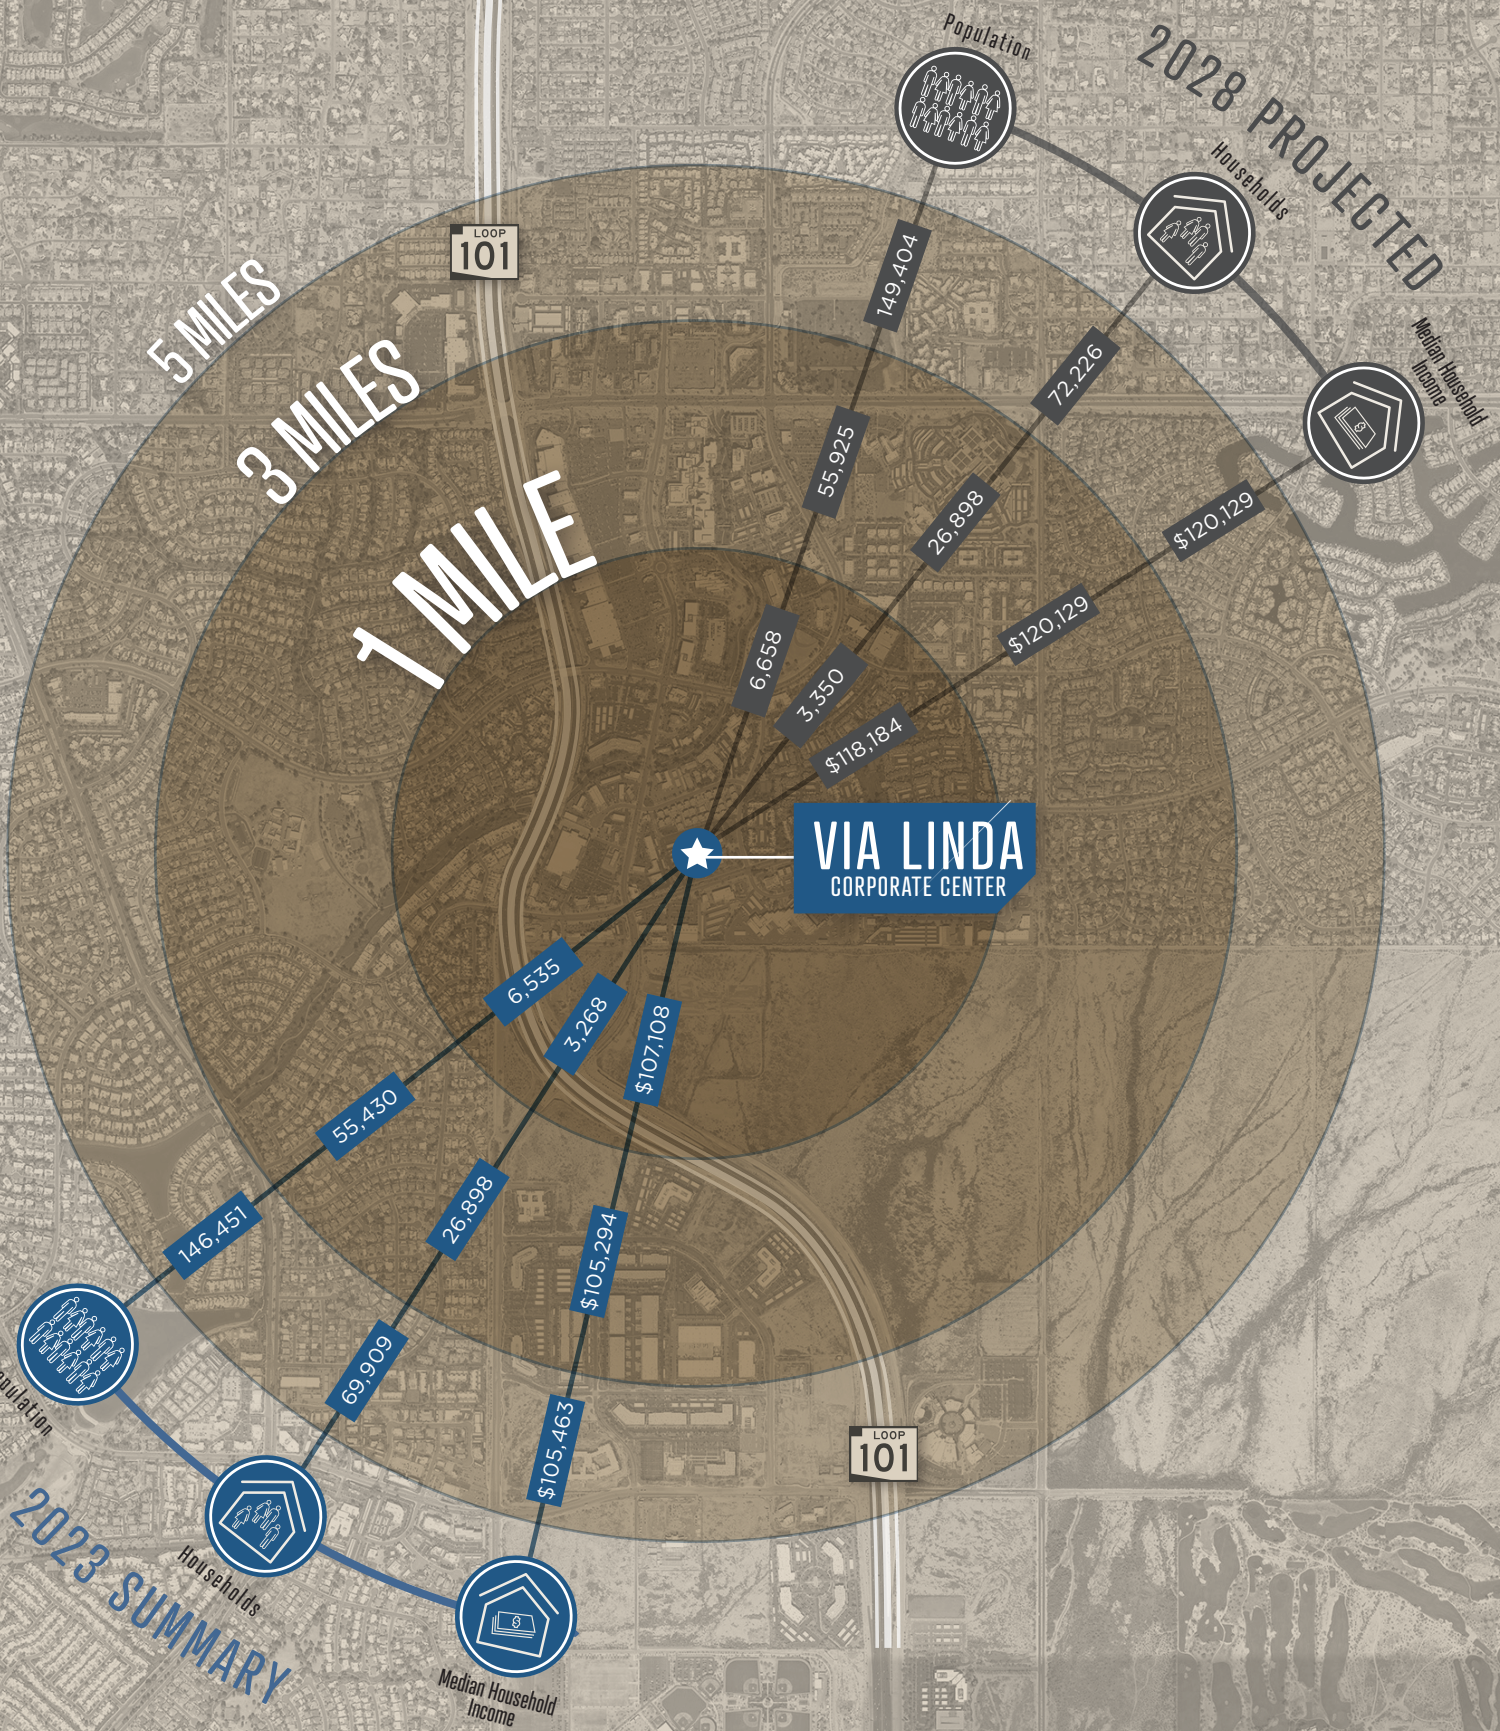 Population
2028 PROJECTED
Households
Median Household
Income
LOOP
101
5 MILES
3 MILES
1 MILE
149,404
55,925
6,658
72,226
26,898
3,350
$120,129
$120,129
$118,184
VIA LINDA
CORPORATE CENTER
6,535
55,430
146,451
3,268
26,898
69,909
$107,108
$105,294
$105,463
LOOP
101
pulation
2023 SUMMARY
Households
Median Household
Income